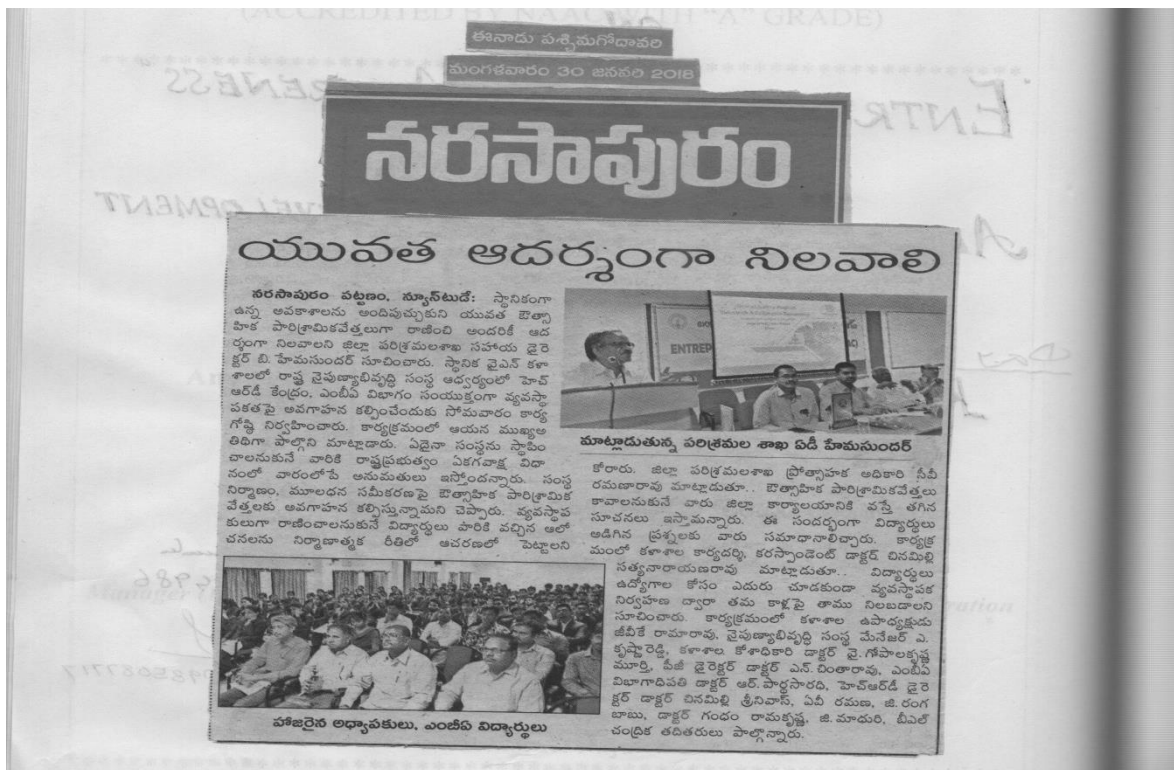 (ACCREDITED BY NAAC WITH "A" GRADE)
ఈనాడు పశ్చిమగోదావరి
మంగళవారం 30 జనవరి 2018
నరసాపురం
యువత ఆదర్శంగా నిలవాలి
నరసాపురం పట్టణం, న్యూస్‌టుడే: స్థానికంగా
ఉన్న అవకాశాలను అందిపుచ్చుకుని యువత ఔత్సా
హిక పారిశ్రామికవేత్తలుగా రాణించి అందరికీ ఆద
ర్శంగా నిలవాలని జిల్లా పరిశ్రమలశాఖ సహాయ డైరె
క్టర్ బి.హేమసుందర్ సూచించారు. స్థానిక వైఎన్ కళా
శాలలో రాష్ట్ర నైపుణ్యాభివృద్ధి సంస్థ ఆధ్వర్యంలో హెచ్
ఆర్‌డీ కేంద్రం, ఎంబీఏ విభాగం సంయుక్తంగా వ్యవస్థా
పకతపై అవగాహన కల్పించేందుకు సోమవారం కార్య
గోష్ఠి నిర్వహించారు. కార్యక్రమంలో ఆయన ముఖ్యఅ
తిథిగా పాల్గొని మాట్లాడారు. ఏదైనా సంస్థను స్థాపిం
చాలనుకునే వారికి రాష్ట్రప్రభుత్వం ఏకగవాక్ష విధా
నంలో వారంలోపే అనుమతులు ఇస్తోందన్నారు. సంస్థ
నిర్మాణం, మూలధన సమీకరణపై ఔత్సాహిక పారిశ్రామిక
వేత్తలకు అవగాహన కల్పిస్తున్నామని చెప్పారు. వ్యవస్థాప
కులుగా రాణించాలనుకునే విద్యార్థులు వారికి వచ్చిన ఆలో
చనలను నిర్మాణాత్మక రీతిలో ఆచరణలో పెట్టాలని
ENTREP
మాట్లాడుతున్న పరిశ్రమల శాఖ ఏడీ హేమసుందర్
కోరారు. జిల్లా పరిశ్రమలశాఖ ప్రోత్సాహక అధికారి సీవీ
రమణారావు మాట్లాడుతూ.. ఔత్సాహిక పారిశ్రామికవేత్తలు
కావాలనుకునే వారు జిల్లా కార్యాలయానికి వస్తే తగిన
సూచనలు ఇస్తామన్నారు. ఈ సందర్భంగా విద్యార్థులు
అడిగిన ప్రశ్నలకు వారు సమాధానాలిచ్చారు. కార్యక్ర
మంలో కళాశాల కార్యదర్శి, కరస్పాండెంట్ డాక్టర్ చినమిల్లి
సత్యనారాయణరావు మాట్లాడుతూ.. విద్యార్థులు
ఉద్యోగాల కోసం ఎదురు చూడకుండా వ్యవస్థాపక
నిర్వహణ ద్వారా తమ కాళ్లపై తాము నిలబడాలని
సూచించారు. కార్యక్రమంలో కళాశాల ఉపాధ్యక్షుడు
జీవీకే రామారావు, నైపుణ్యాభివృద్ధి సంస్థ మేనేజర్ ఎ.
కృష్ణారెడ్డి, కళాశాల కోశాధికారి డాక్టర్ వై.గోపాలకృష్ణ
మూర్తి, పీజీ డైరెక్టర్ డాక్టర్ ఎన్.చింతారావు, ఎంబీఏ
విభాగాధిపతి డాక్టర్ ఆర్.పార్థసారధి, హెచ్‌ఆర్‌డీ డైరె
క్టర్ డాక్టర్ చినమిల్లి శ్రీనివాస్, ఏవీ రమణ, జి.రంగ
బాబు, డాక్టర్ గంధం రామకృష్ణ, జి.మాధురి, బీఎల్
చంద్రిక తదితరులు పాల్గొన్నారు.
హాజరైన అధ్యాపకులు, ఎంబీఏ విద్యార్థులు